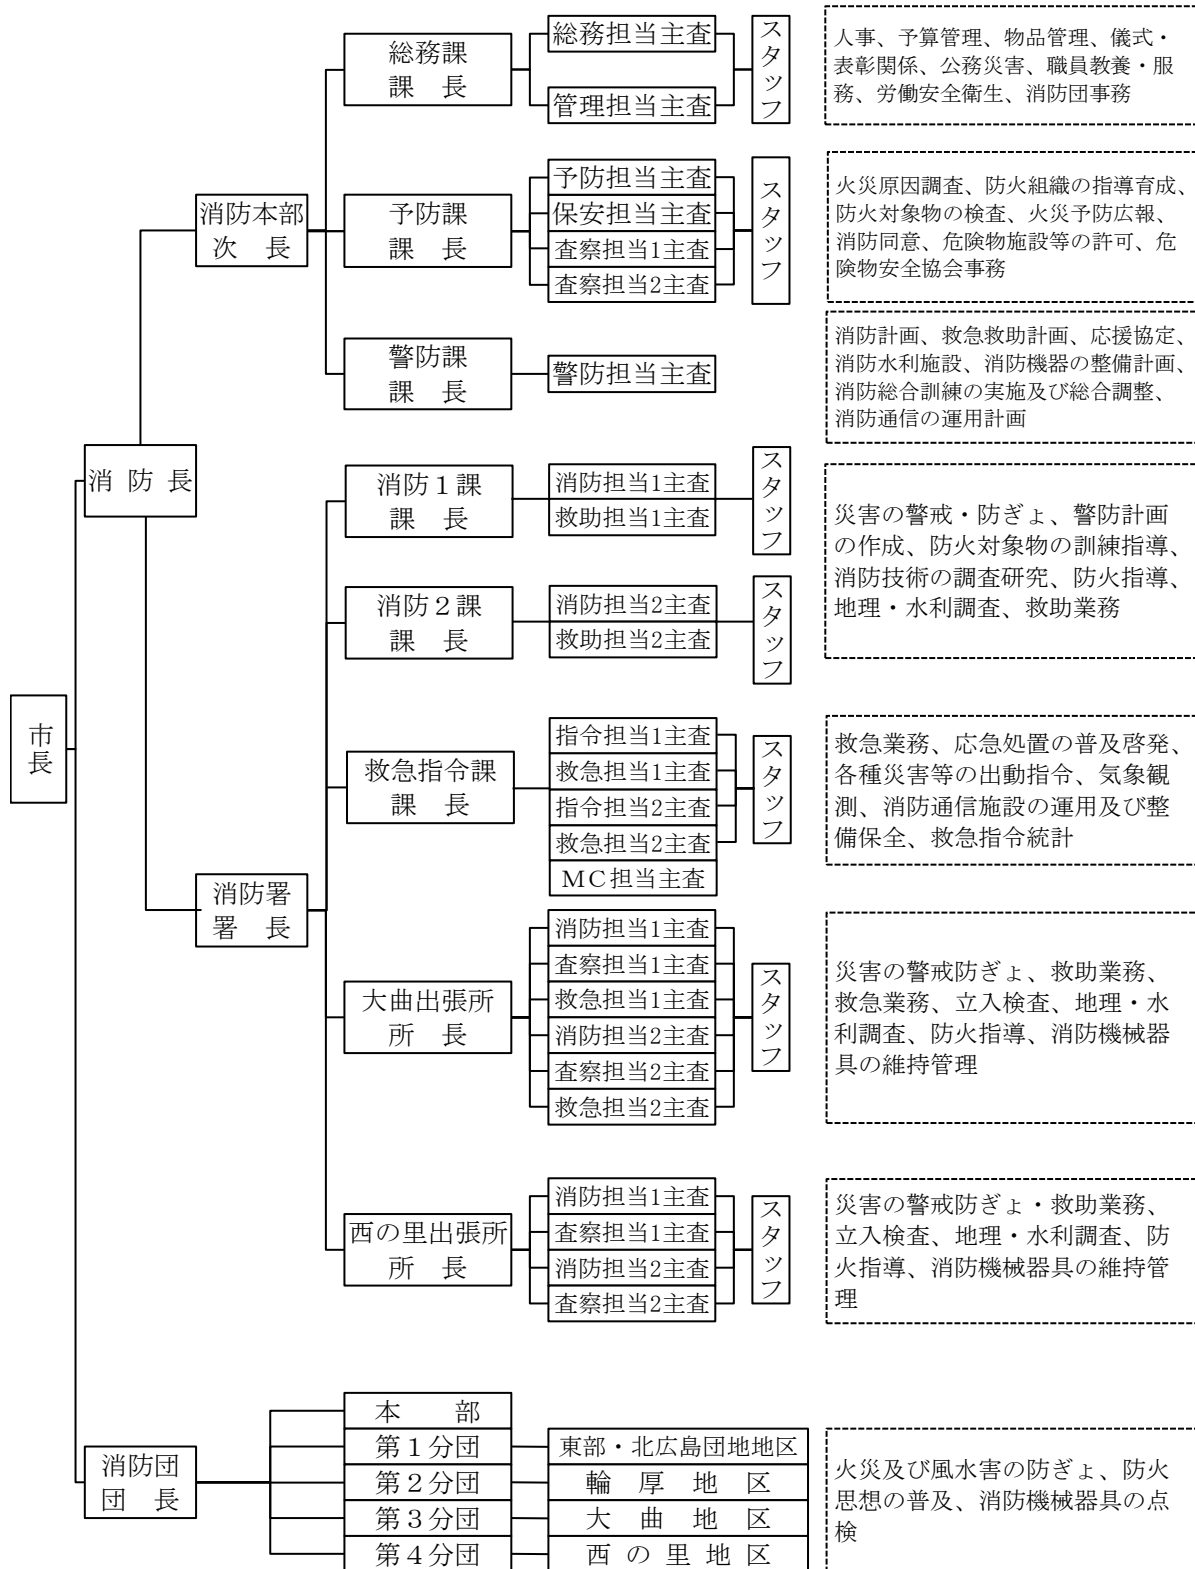 市長
消防長
消防本部
次　長
総務課
課　長
総務担当主査
管理担当主査
スタッフ
人事、予算管理、物品管理、儀式・
表彰関係、公務災害、職員教養・服
務、労働安全衛生、消防団事務
予防課
課　長
予防担当主査
保安担当主査
査察担当1主査
査察担当2主査
スタッフ
火災原因調査、防火組織の指導育成、
防火対象物の検査、火災予防広報、
消防同意、危険物施設等の許可、危
険物安全協会事務
警防課
課　長
警防担当主査
消防計画、救急救助計画、応援協定、
消防水利施設、消防機器の整備計画、
消防総合訓練の実施及び総合調整、
消防通信の運用計画
消防署
署　長
消防１課
課　長
消防担当1主査
救助担当1主査
スタッフ
消防２課
課　長
消防担当2主査
救助担当2主査
スタッフ
災害の警戒・防ぎょ、警防計画
の作成、防火対象物の訓練指導、
消防技術の調査研究、防火指導、
地理・水利調査、救助業務
救急指令課
課　長
指令担当1主査
救急担当1主査
指令担当2主査
救急担当2主査
ＭＣ担当主査
スタッフ
救急業務、応急処置の普及啓発、
各種災害等の出動指令、気象観
測、消防通信施設の運用及び整
備保全、救急指令統計
大曲出張所
所　長
消防担当1主査
査察担当1主査
救急担当1主査
消防担当2主査
査察担当2主査
救急担当2主査
スタッフ
災害の警戒防ぎょ、救助業務、
救急業務、立入検査、地理・水
利調査、防火指導、消防機械器
具の維持管理
西の里出張所
所　長
消防担当1主査
査察担当1主査
消防担当2主査
査察担当2主査
スタッフ
災害の警戒防ぎょ・救助業務、
立入検査、地理・水利調査、防
火指導、消防機械器具の維持管
理
消防団
団　長
本　　部
第１分団
東部・北広島団地地区
第２分団
輪　厚　地　区
第３分団
大　曲　地　区
第４分団
西 の 里 地 区
火災及び風水害の防ぎょ、防火
思想の普及、消防機械器具の点
検